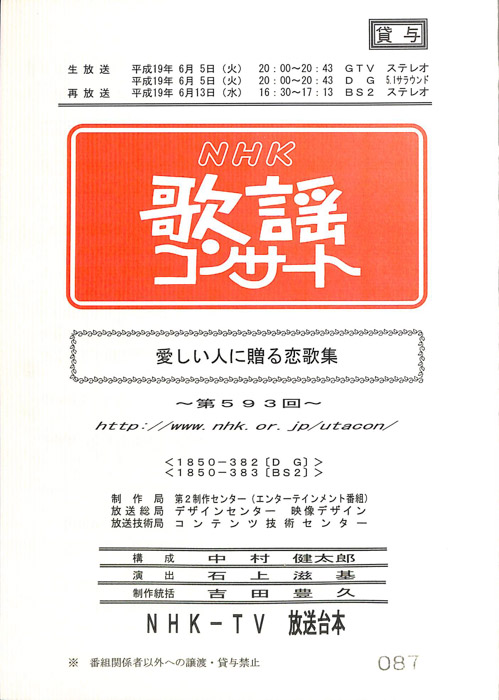 貸与
生放送 平成19年 6月 5日（火） 20：00～20：43 GTV ステレオ
平成19年 6月 5日（火） 20：00～20：43 D G 5.1サラウンド
再放送 平成19年 6月13日（水） 16：30～17：13 BS2 ステレオ
NHK
歌謡
コンサート
愛しい人に贈る恋歌集
～第５９３回～
http://www.nhk.or.jp/utacon/
＜1850-382［D G］＞
＜1850-383［BS2］＞
制作局 第2制作センター（エンターテインメント番組）
放送総局 デザインセンター 映像デザイン
放送技術局 コンテンツ技術センター
構成 中村 健太郎
演出 石上 滋基
制作統括 吉田 豊久
NHK－TV 放送台本
※ 番組関係者以外への譲渡・貸与禁止
087